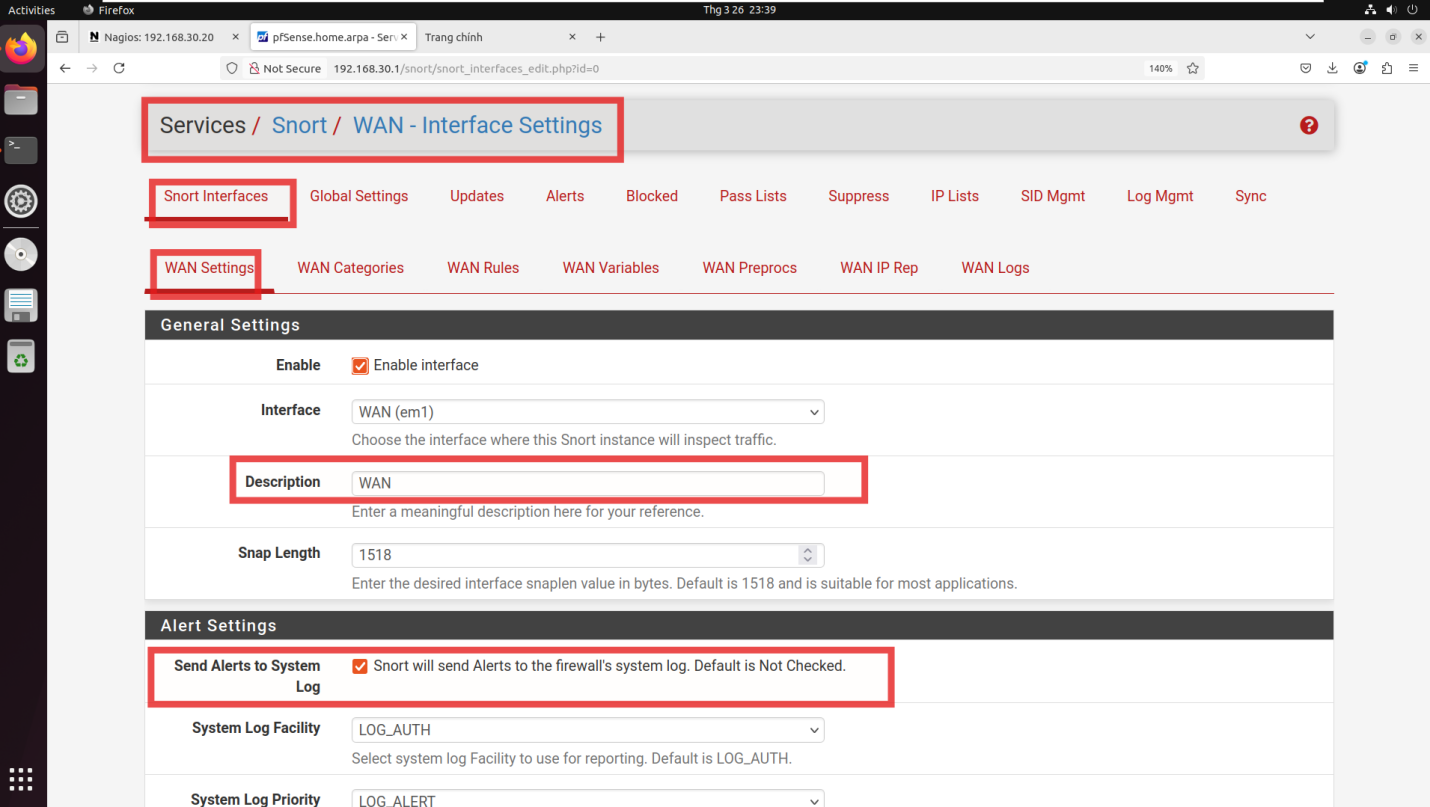 Activities
Firefox
Thg 3 26 23:39
N Nagios: 192.168.30.20
pf pfSense.home.arpa - Serv
Trang chính
Not Secure
192.168.30.1/snort/snort_interfaces_edit.php?id=0
140%
Services / Snort / WAN - Interface Settings
Snort Interfaces
Global Settings
Updates
Alerts
Blocked
Pass Lists
Suppress
IP Lists
SID Mgmt
Log Mgmt
Sync
WAN Settings
WAN Categories
WAN Rules
WAN Variables
WAN Preprocs
WAN IP Rep
WAN Logs
General Settings
Enable
Enable interface
Interface
WAN (em1)
Choose the interface where this Snort instance will inspect traffic.
Description
WAN
Enter a meaningful description here for your reference.
Snap Length
1518
Enter the desired interface snaplen value in bytes. Default is 1518 and is suitable for most applications.
Alert Settings
Send Alerts to System
Log
Snort will send Alerts to the firewall's system log. Default is Not Checked.
System Log Facility
LOG_AUTH
Select system log Facility to use for reporting. Default is LOG_AUTH.
System Log Priority
LOG_ALERT